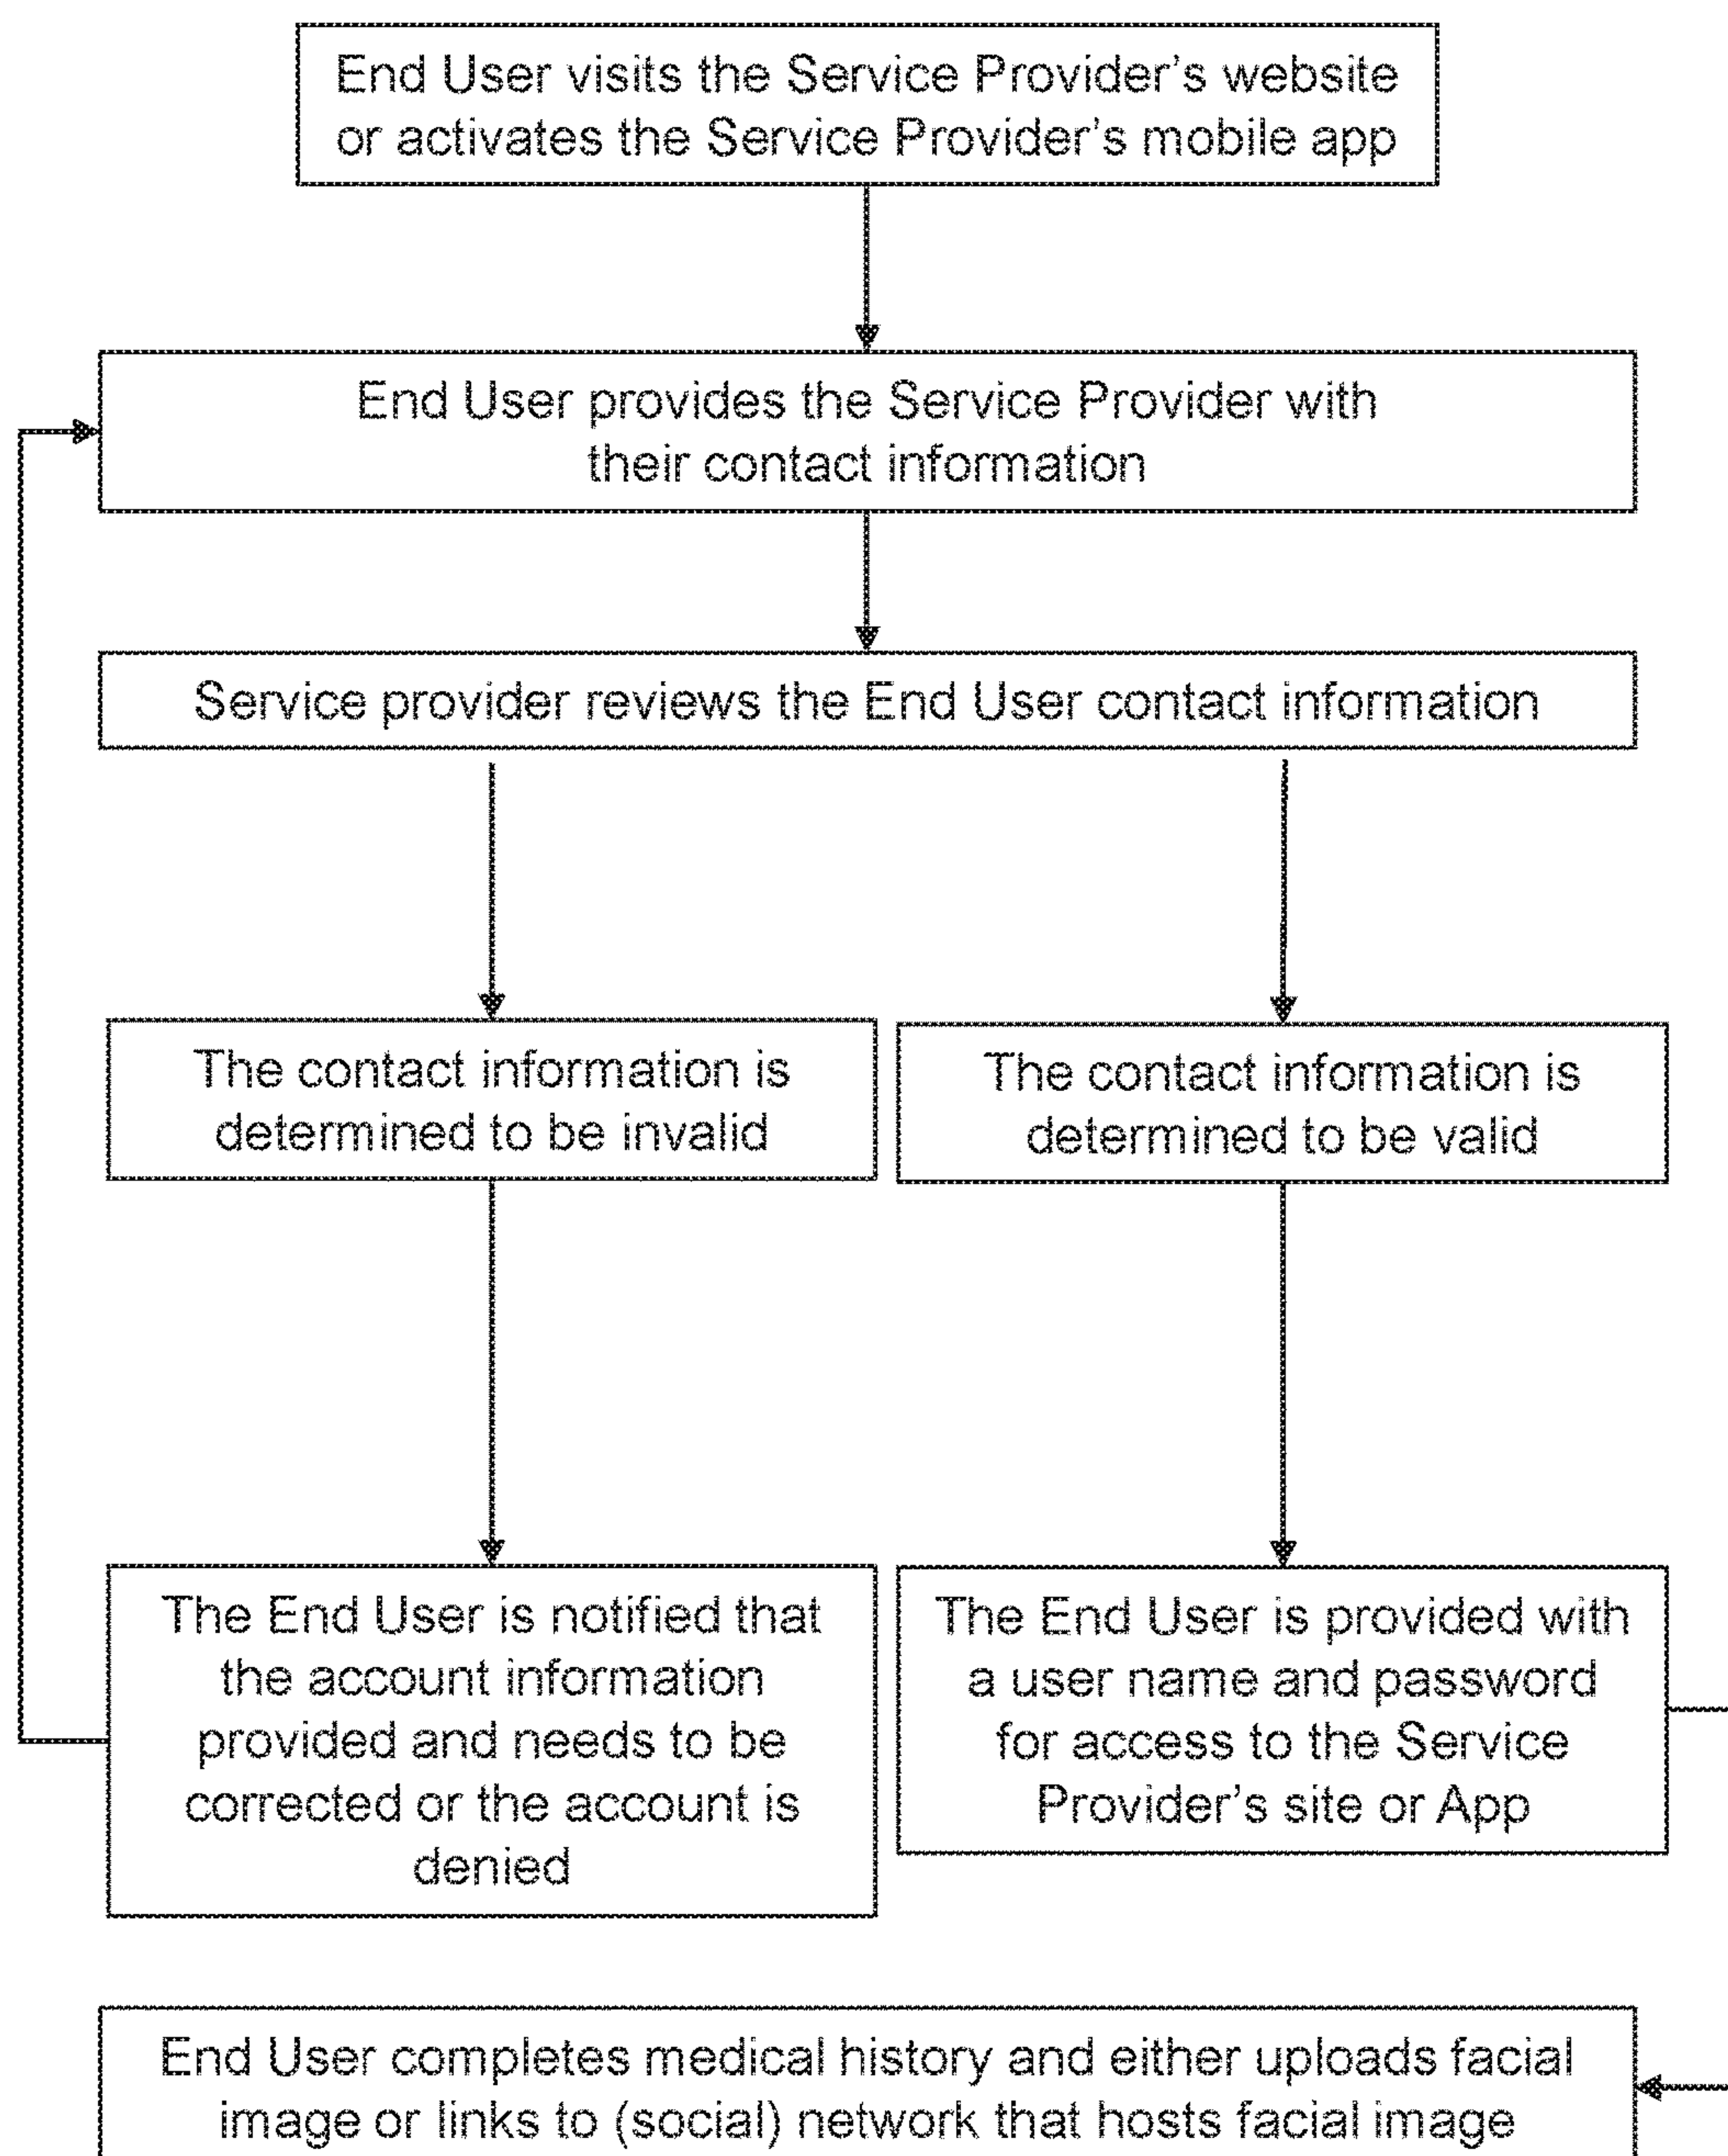 End User visits the Service Provider's website
or activates the Service Provider's mobile app
End User provides the Service Provider with
their contact information
Service provider reviews the End User contact information
The contact information is
determined to be invalid
The contact information is
determined to be valid
The End User is notified that
the account information
provided and needs to be
corrected or the account is
denied
The End User is provided with
a user name and password
for access to the Service
Provider's site or App
End User completes medical history and either uploads facial
image or links to (social) network that hosts facial image